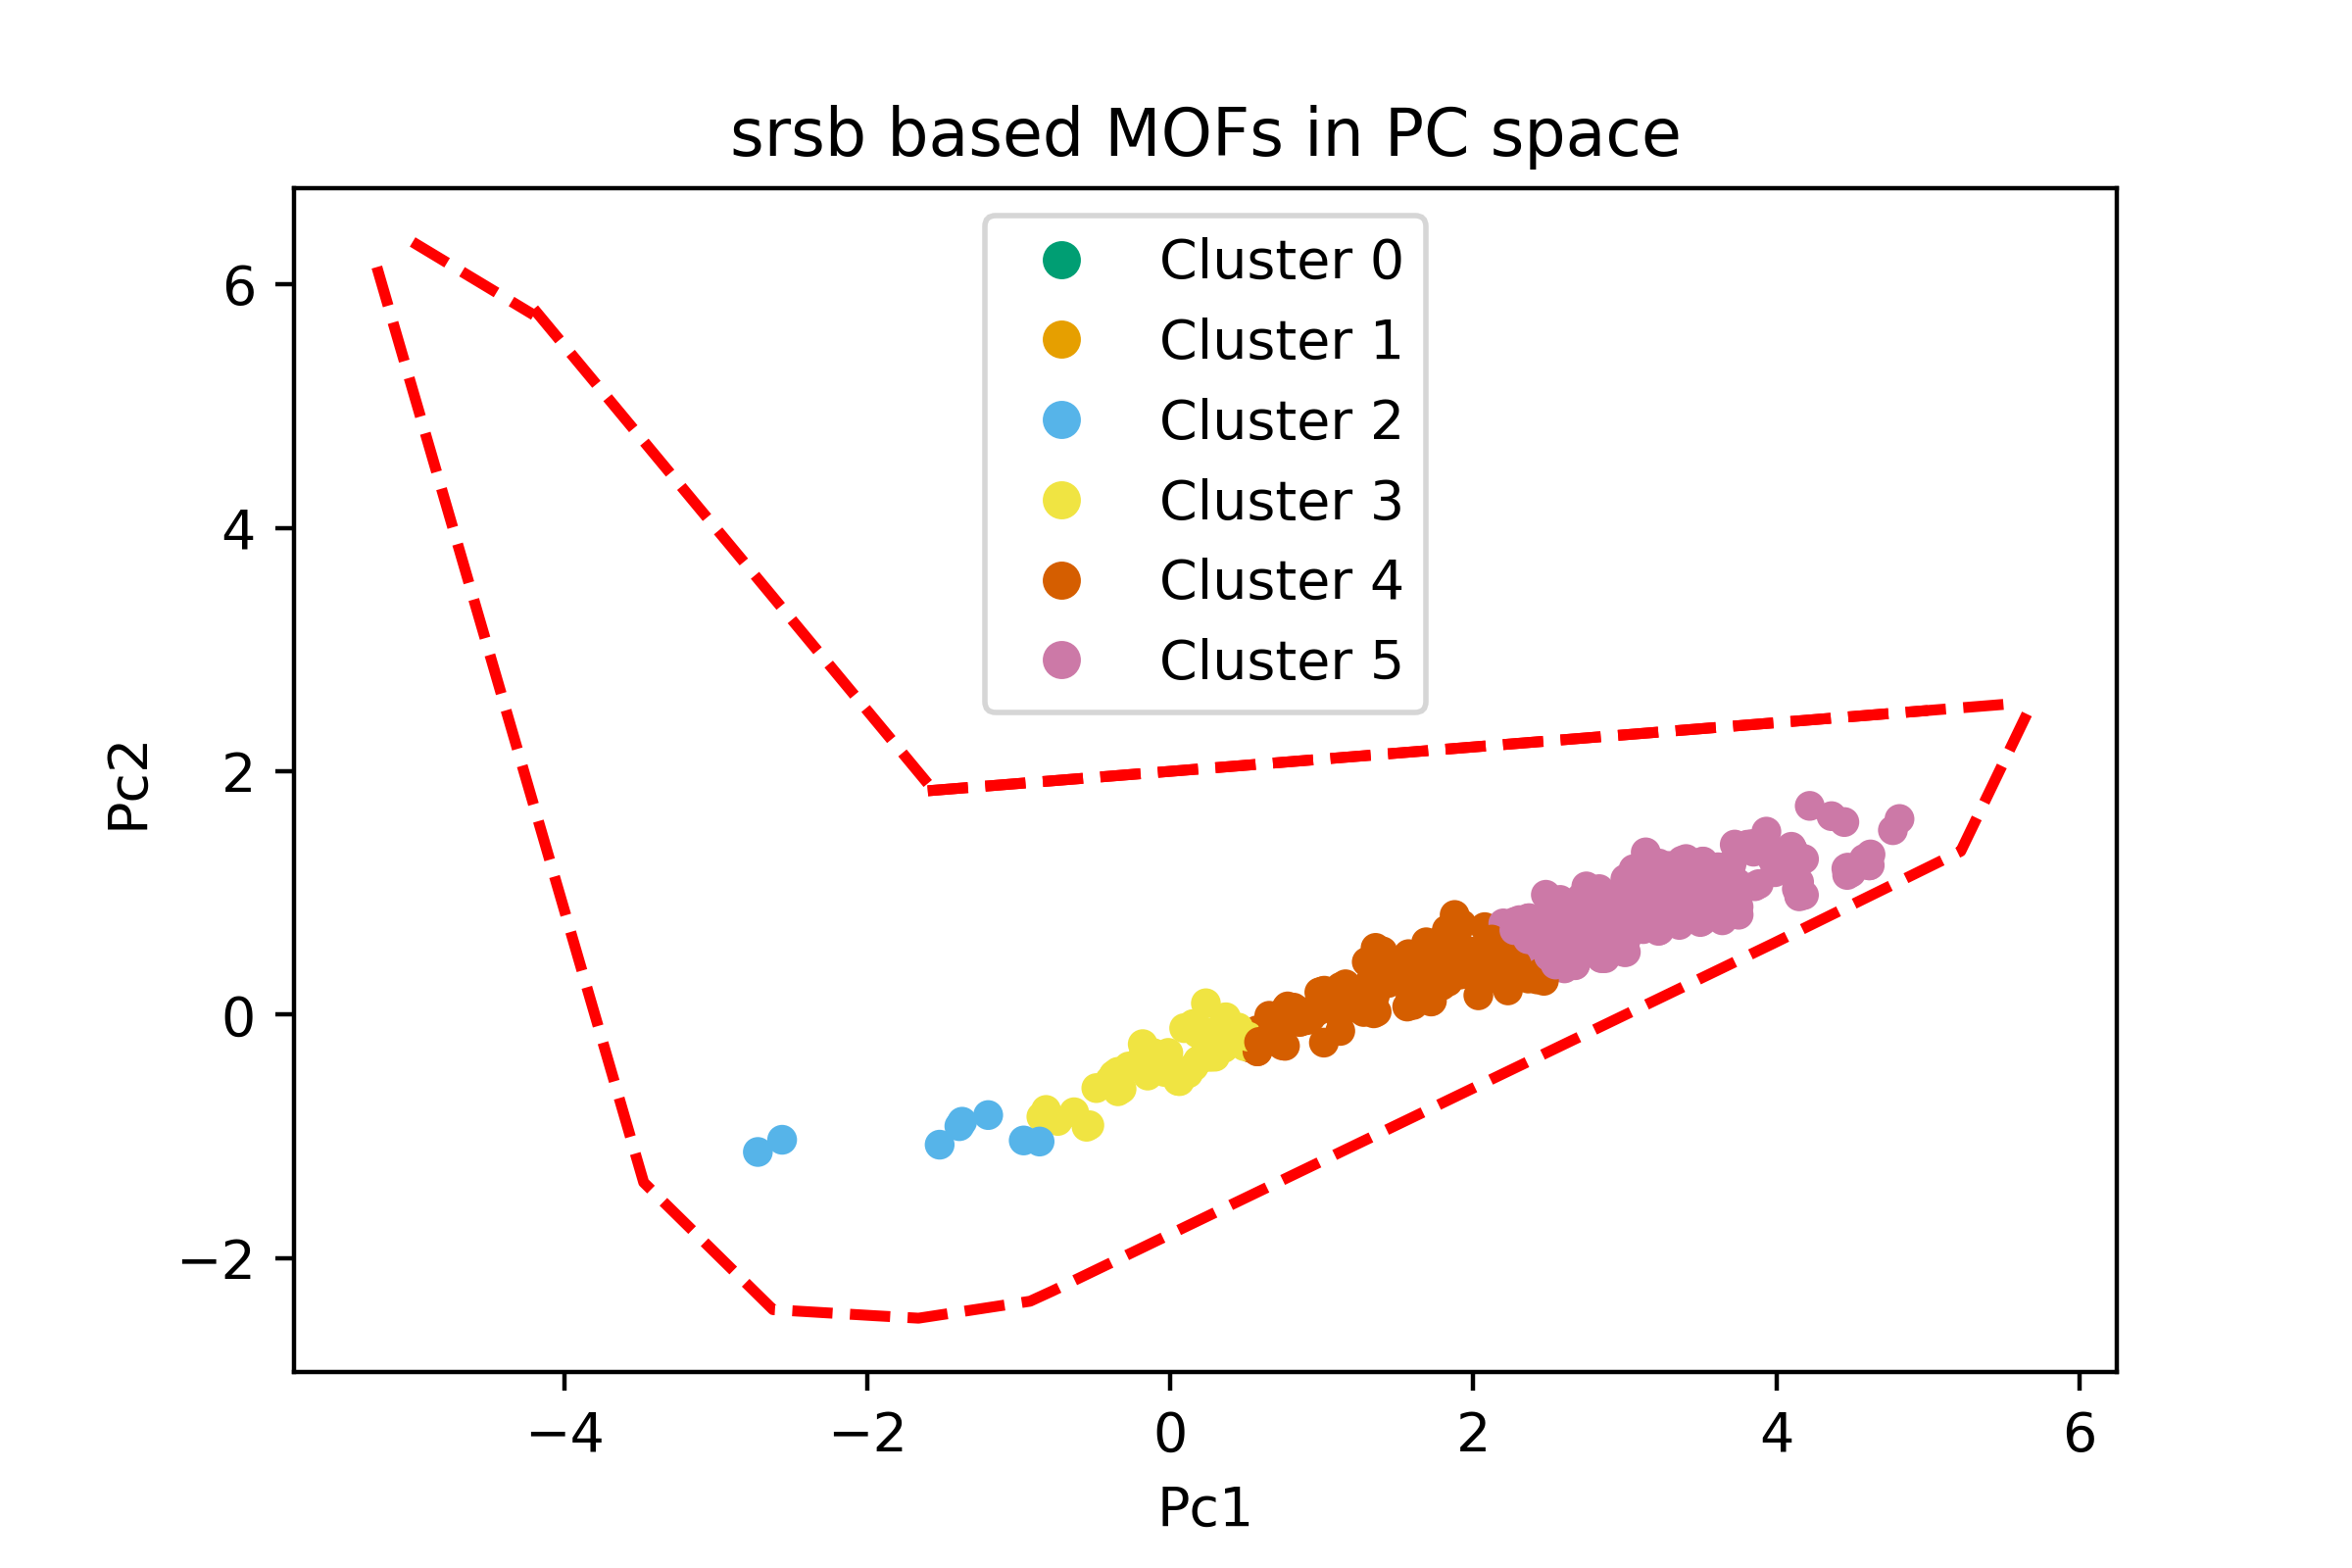 srsb based MOFs in PC space
Cluster 0
Cluster 1
Cluster 2
Cluster 3
Cluster 4
Cluster 5
6
4
2
0
−2
Pc2
−4 −2 0 2 4 6
Pc1